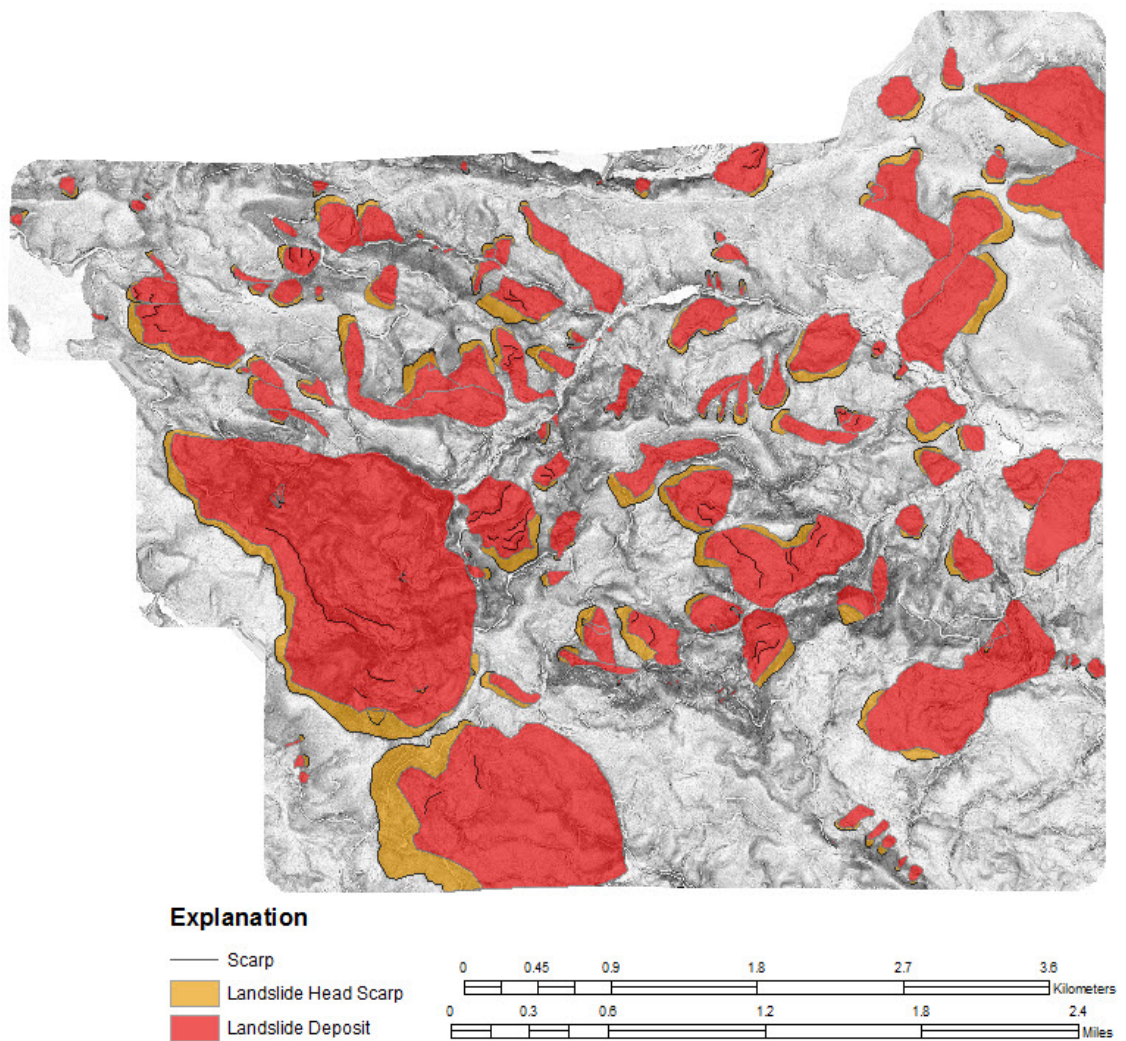 Explanation
Scarp
Landslide Head Scarp
Landslide Deposit
0 0.45 0.9 1.8 2.7 3.6
Kilometers
0 0.3 0.6 1.2 1.8 2.4
Miles